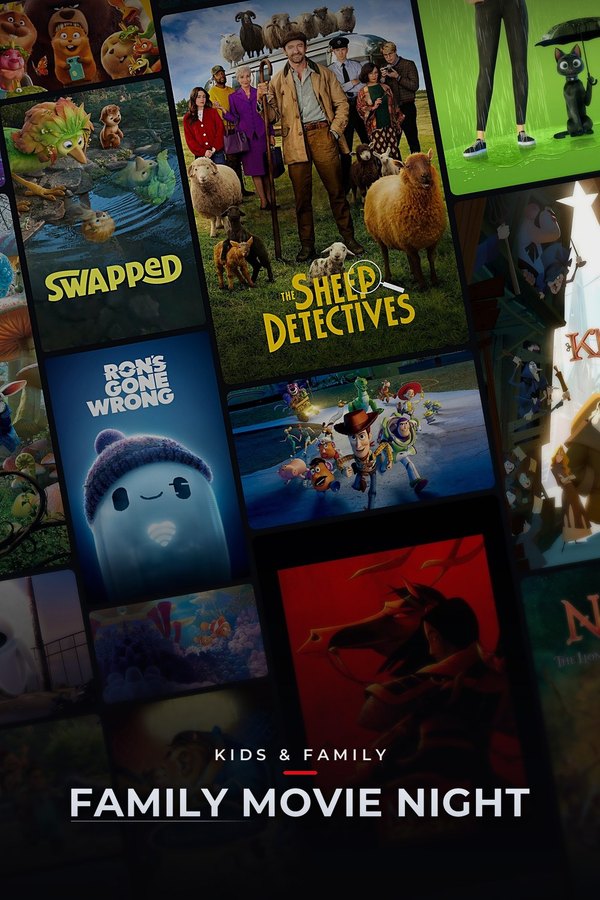 SWAPPED
THE SHEEP
DETECTIVES
RON'S
GONE
WRONG
KIDS & FAMILY
FAMILY MOVIE NIGHT